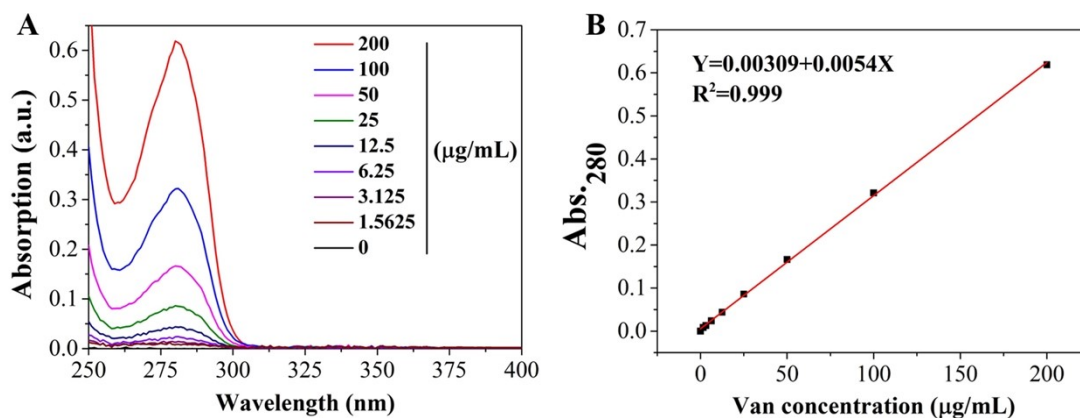 A
Absorption (a.u.)
0.6
0.5
0.4
0.3
0.2
0.1
0.0
250 275 300 325 350 375 400
Wavelength (nm)
200
100
50
25
12.5
6.25
3.125
1.5625
0
(μg/mL)
B
Y=0.00309+0.0054X
R²=0.999
Abs.280
0.7
0.6
0.5
0.4
0.3
0.2
0.1
0.0
0 50 100 150 200
Van concentration (μg/mL)